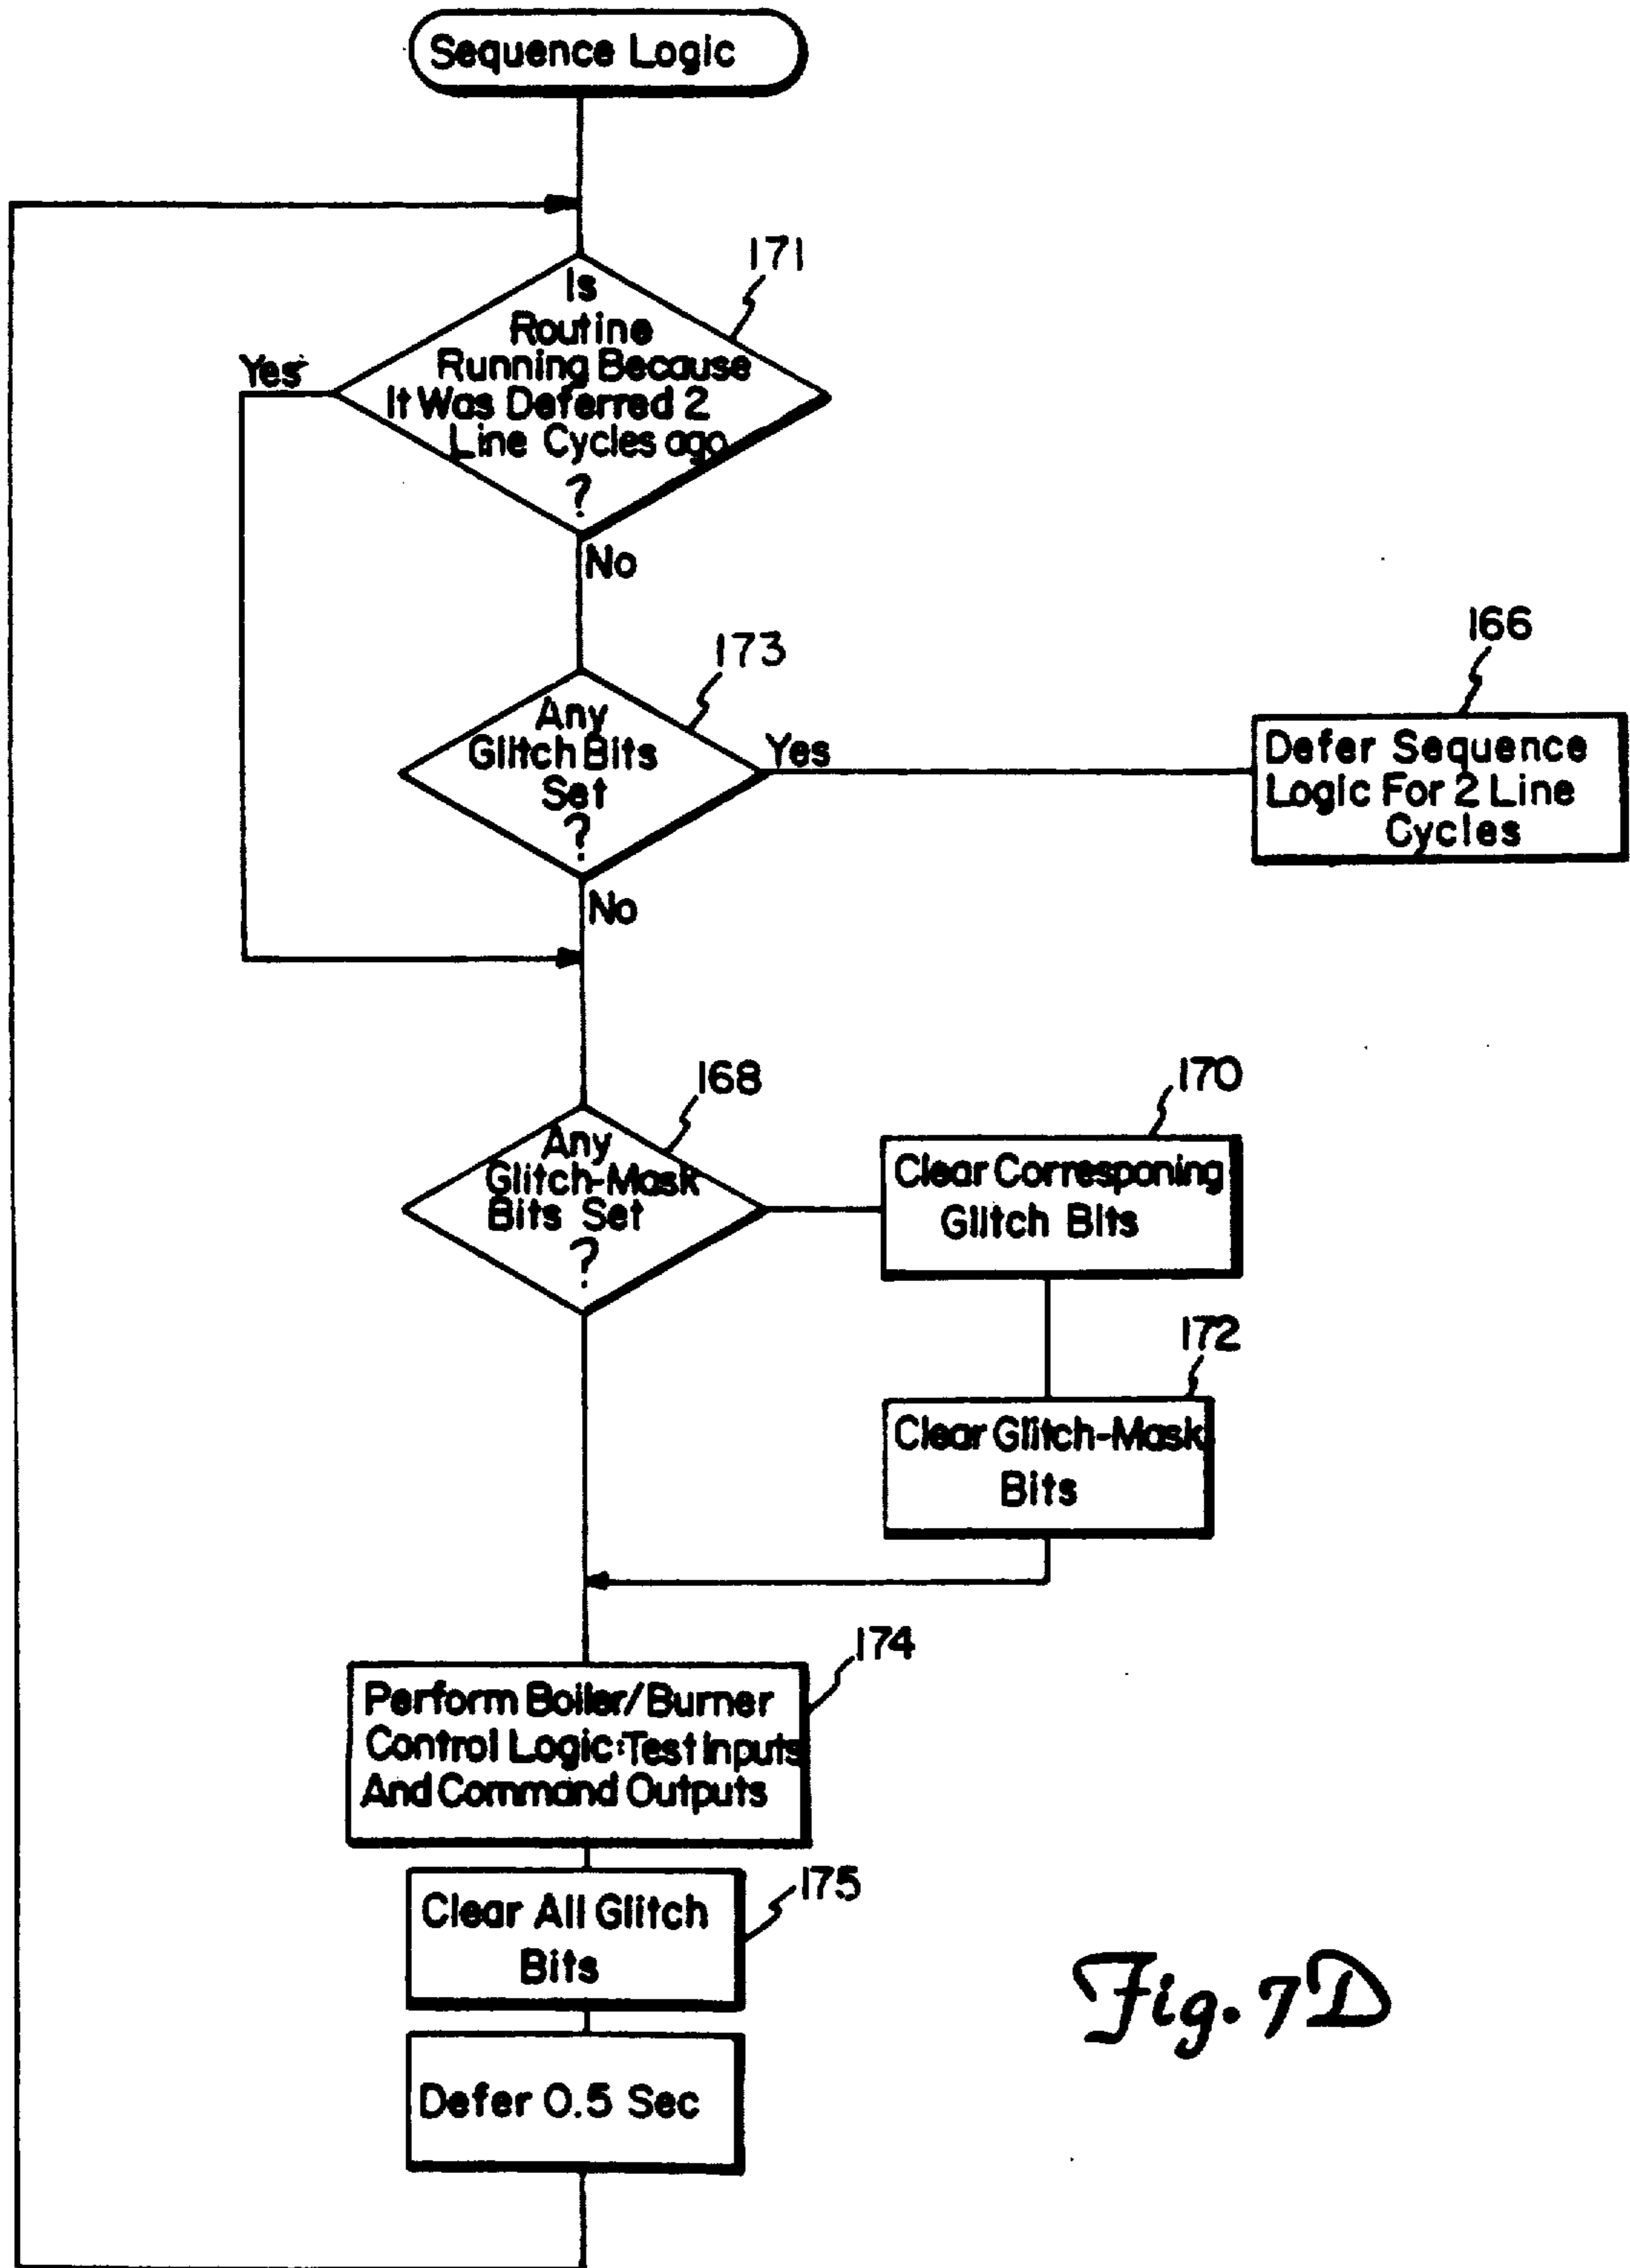 Sequence Logic
171
Is
Routine
Running Because
It Was Deferred 2
Line Cycles ago
?
Yes
No
173
Any
Glitch Bits
Set
?
Yes
No
166
Defer Sequence
Logic For 2 Line
Cycles
168
Any
Glitch-Mask
Bits Set
?
170
Clear Corresponing
Glitch Bits
172
Clear Glitch-Mask
Bits
174
Perform Boiler/Burner
Control Logic:Test Inputs
And Command Outputs
175
Clear All Glitch
Bits
Defer 0.5 Sec
Fig. 7D